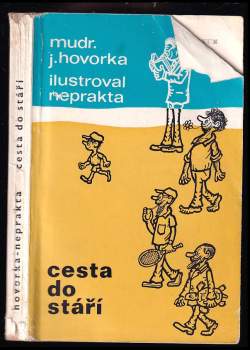 mudr.
j.hovorka
ilustroval
neprakta
cesta
do
stáří
hovorka-neprakta cesta do stáří